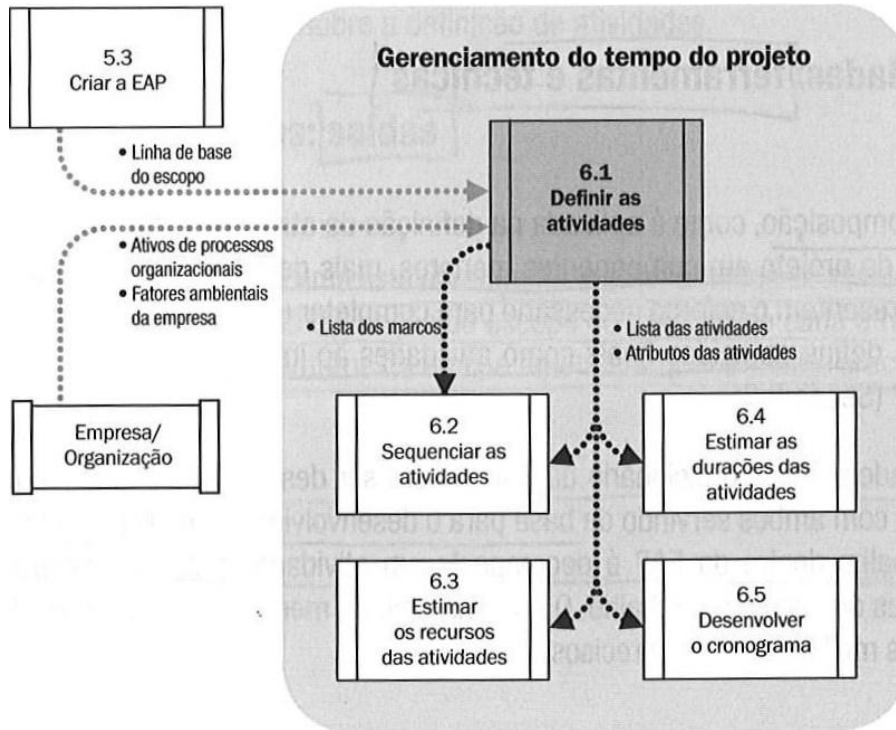 5.3
Criar a EAP
Gerenciamento do tempo do projeto
• Linha de base
do escopo
6.1
Definir as
atividades
• Ativos de processos
organizacionais
• Fatores ambientais
da empresa
• Lista dos marcos
• Lista das atividades
• Atributos das atividades
Empresa/
Organização
6.2
Sequenciar as
atividades
6.4
Estimar as
durações das
atividades
6.3
Estimar
os recursos
das atividades
6.5
Desenvolver
o cronograma